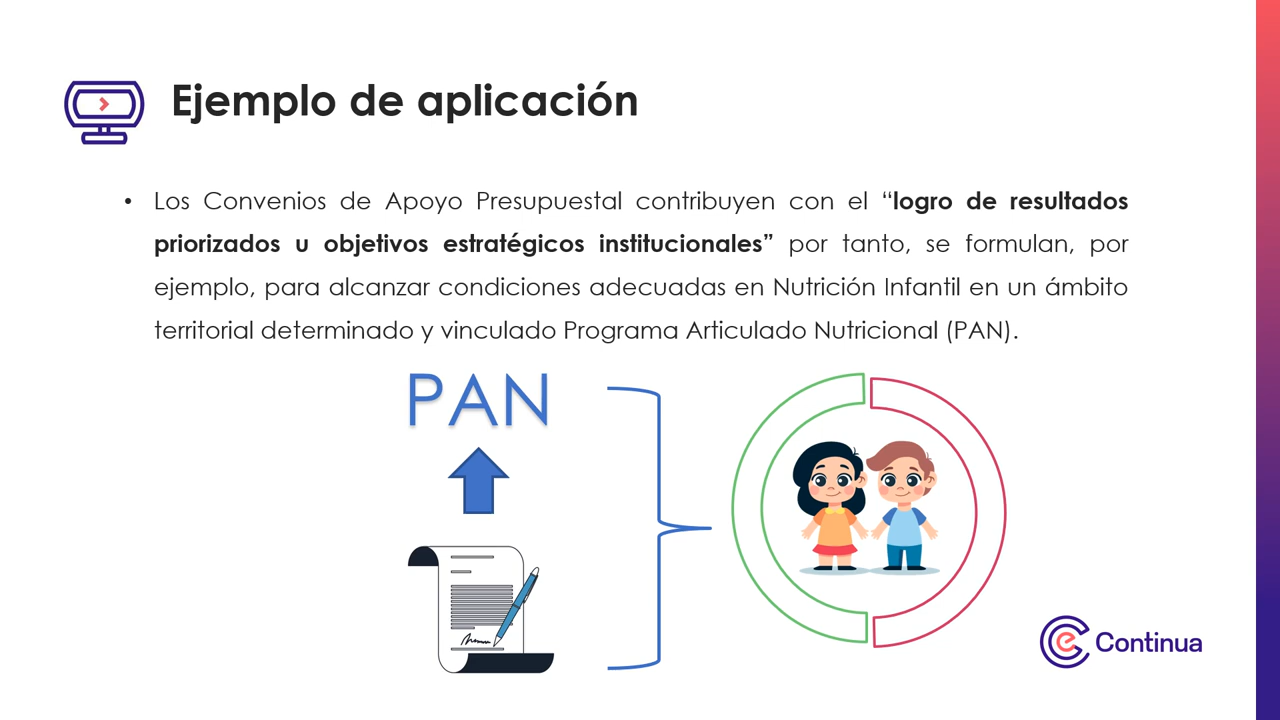 Ejemplo de aplicación
• Los Convenios de Apoyo Presupuestal contribuyen con el “logro de resultados
priorizados u objetivos estratégicos institucionales” por tanto, se formulan, por
ejemplo, para alcanzar condiciones adecuadas en Nutrición Infantil en un ámbito
territorial determinado y vinculado Programa Articulado Nutricional (PAN).
PAN
e Continua